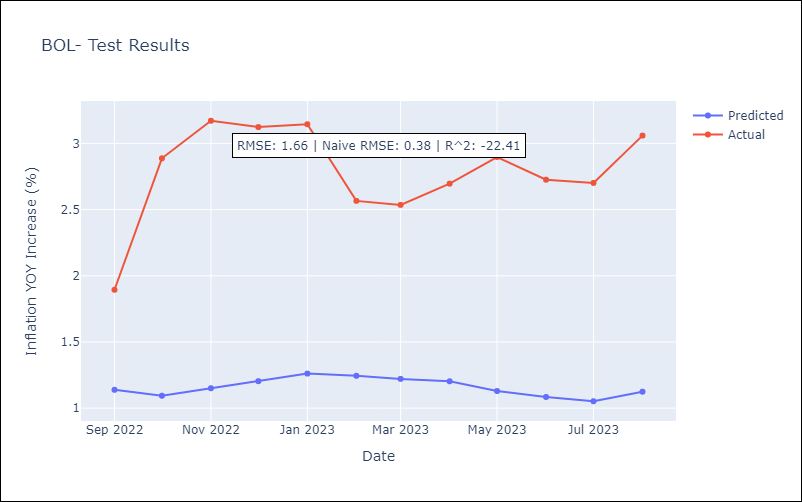 BOL- Test Results
Predicted
Actual
RMSE: 1.66 | Naive RMSE: 0.38 | R^2: -22.41
Inflation YOY Increase (%)
3
2.5
2
1.5
1
Sep 2022 Nov 2022 Jan 2023 Mar 2023 May 2023 Jul 2023
Date